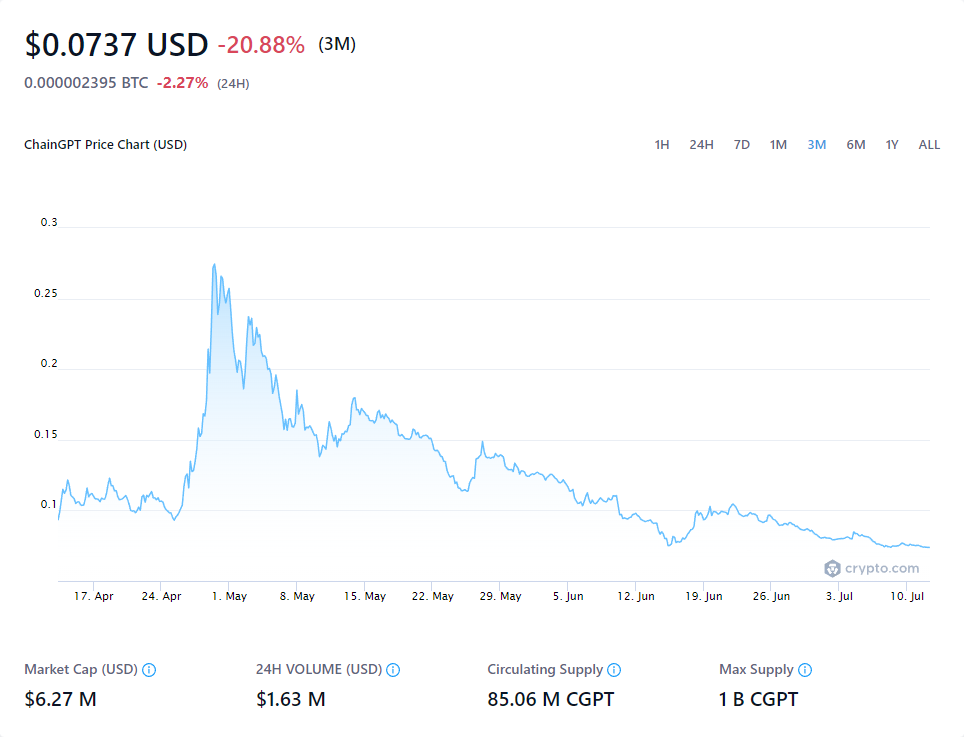 $0.0737 USD -20.88% (3M)
0.000002395 BTC -2.27% (24H)
ChainGPT Price Chart (USD) 1H 24H 7D 1M 3M 6M 1Y ALL
0.3
0.25
0.2
0.15
0.1
crypto.com
17. Apr 24. Apr 1. May 8. May 15. May 22. May 29. May 5. Jun 12. Jun 19. Jun 26. Jun 3. Jul 10. Jul
Market Cap (USD) 24H VOLUME (USD) Circulating Supply Max Supply
$6.27 M $1.63 M 85.06 M CGPT 1 B CGPT